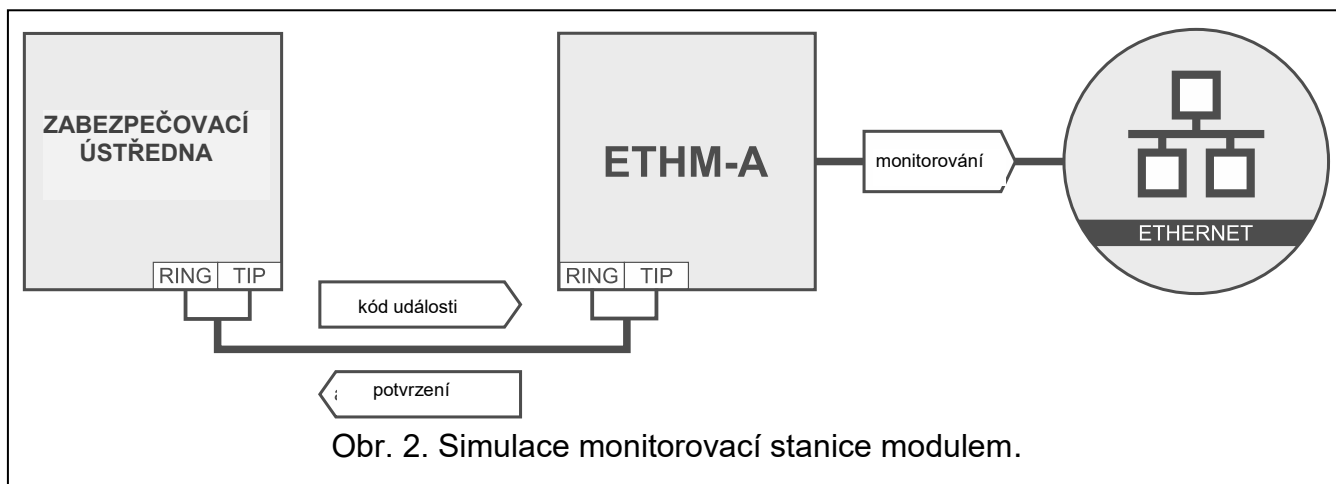 ZABEZPEČOVACÍ
ÚSTŘEDNA
RING TIP
ETHM-A
RING TIP
monitorování
ETHERNET
kód události
potvrzení
Obr. 2. Simulace monitorovací stanice modulem.